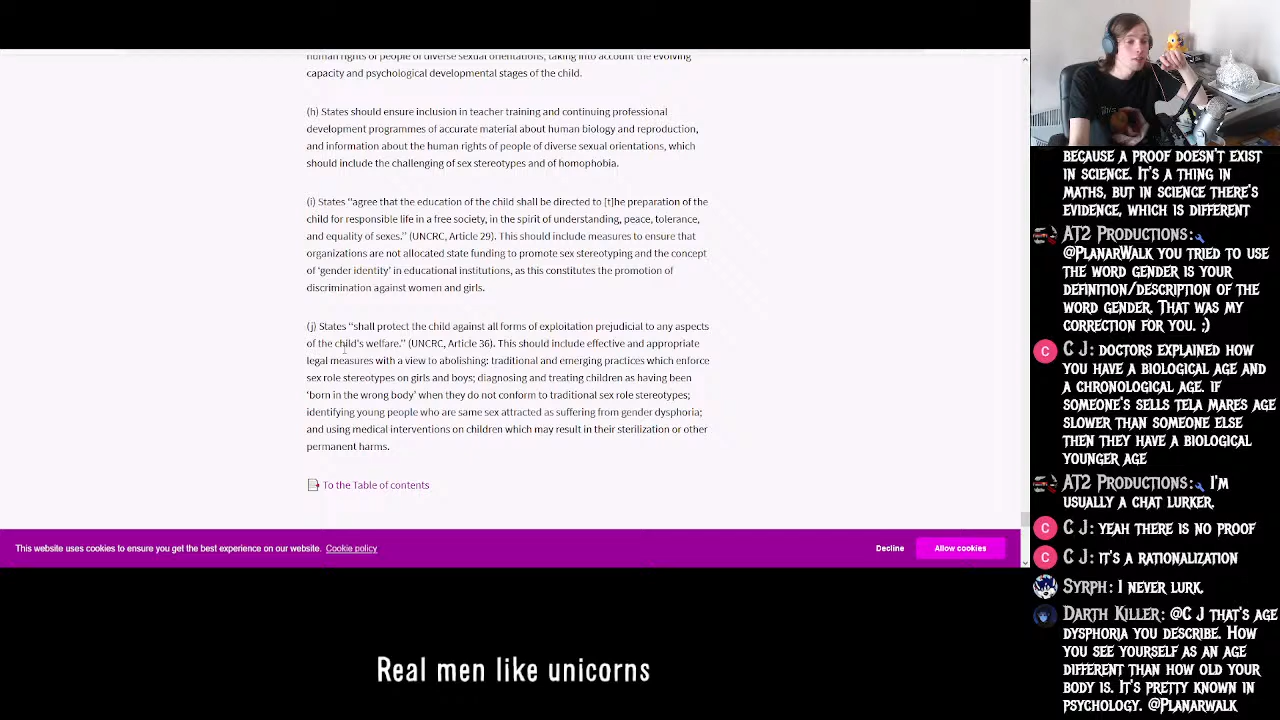 human rights of people of diverse sexual orientations, taking into account the evolving
capacity and psychological developmental stages of the child.
(h) States should ensure inclusion in teacher training and continuing professional
development programmes of accurate material about human biology and reproduction,
and information about the human rights of people of diverse sexual orientations, which
should include the challenging of sex stereotypes and of homophobia.
(i) States “agree that the education of the child shall be directed to [t]he preparation of the
child for responsible life in a free society, in the spirit of understanding, peace, tolerance,
and equality of sexes.” (UNCRC, Article 29). This should include measures to ensure that
organizations are not allocated state funding to promote sex stereotyping and the concept
of ‘gender identity’ in educational institutions, as this constitutes the promotion of
discrimination against women and girls.
(j) States “shall protect the child against all forms of exploitation prejudicial to any aspects
of the child’s welfare.” (UNCRC, Article 36). This should include effective and appropriate
legal measures with a view to abolishing: traditional and emerging practices which enforce
sex role stereotypes on girls and boys; diagnosing and treating children as having been
‘born in the wrong body’ when they do not conform to traditional sex role stereotypes;
identifying young people who are same sex attracted as suffering from gender dysphoria;
and using medical interventions on children which may result in their sterilization or other
permanent harms.
To the Table of contents
This website uses cookies to ensure you get the best experience on our website. Cookie policy
Decline
Allow cookies
Real men like unicorns
BECAUSE A PROOF DOESN'T EXIST
IN SCIENCE. IT'S A THING IN
MATHS, BUT IN SCIENCE THERE'S
EVIDENCE, WHICH IS DIFFERENT
AT2 PRODUCTIONS:
@PLANARWALK YOU TRIED TO USE
THE WORD GENDER IS YOUR
DEFINITION/DESCRIPTION OF THE
WORD GENDER. THAT WAS MY
CORRECTION FOR YOU. ;)
C J: DOCTORS EXPLAINED HOW
YOU HAVE A BIOLOGICAL AGE AND
A CHRONOLOGICAL AGE. IF
SOMEONE'S SELLS TELA MARES AGE
SLOWER THAN SOMEONE ELSE
THEN THEY HAVE A BIOLOGICAL
YOUNGER AGE
AT2 PRODUCTIONS: I'M
USUALLY A CHAT LURKER.
C J: YEAH THERE IS NO PROOF
C J: IT'S A RATIONALIZATION
SYRPH: I NEVER LURK.
DARTH KILLER: @C J THAT'S AGE
DYSPHORIA YOU DESCRIBE. HOW
YOU SEE YOURSELF AS AN AGE
DIFFERENT THAN HOW OLD YOUR
BODY IS. IT'S PRETTY KNOWN IN
PSYCHOLOGY. @PLANARWALK